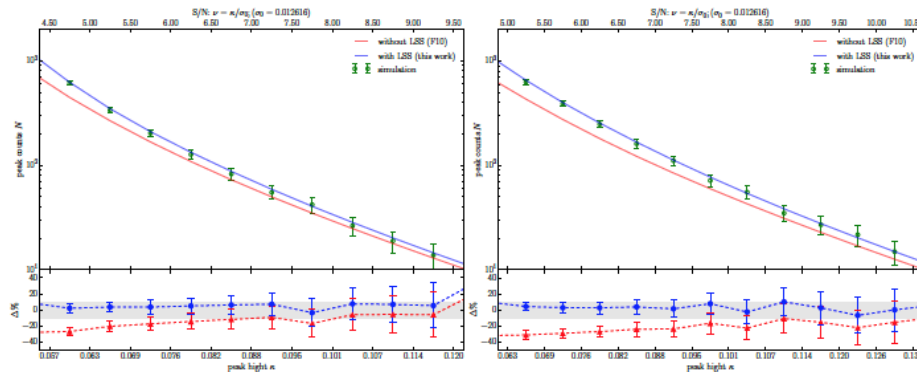 S/N: ν = κ/σ₀; (σ₀ = 0.012616)
4.50 5.00 5.50 6.00 6.50 7.00 7.50 8.00 8.50 9.00 9.50
without LSS (F10)
with LSS (this work)
simulation
peak counts N
Δ%
40
20
0
−20
−40
0.057 0.063 0.069 0.076 0.082 0.088 0.095 0.101 0.107 0.114 0.120
peak hight κ
S/N: ν = κ/σ₀; (σ₀ = 0.012616)
5.00 5.50 6.00 6.50 7.00 7.50 8.00 8.50 9.00 9.50 10.00
without LSS (F10)
with LSS (this work)
simulation
peak counts N
Δ%
40
20
0
−20
−40
0.063 0.069 0.076 0.082 0.088 0.095 0.101 0.107 0.114 0.120 0.126
peak hight κ